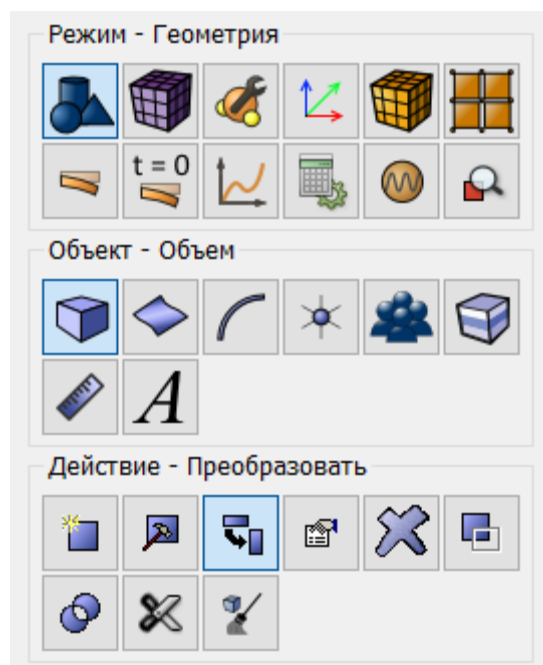 Режим - Геометрия
t = 0
Объект - Объем
A
Действие - Преобразовать